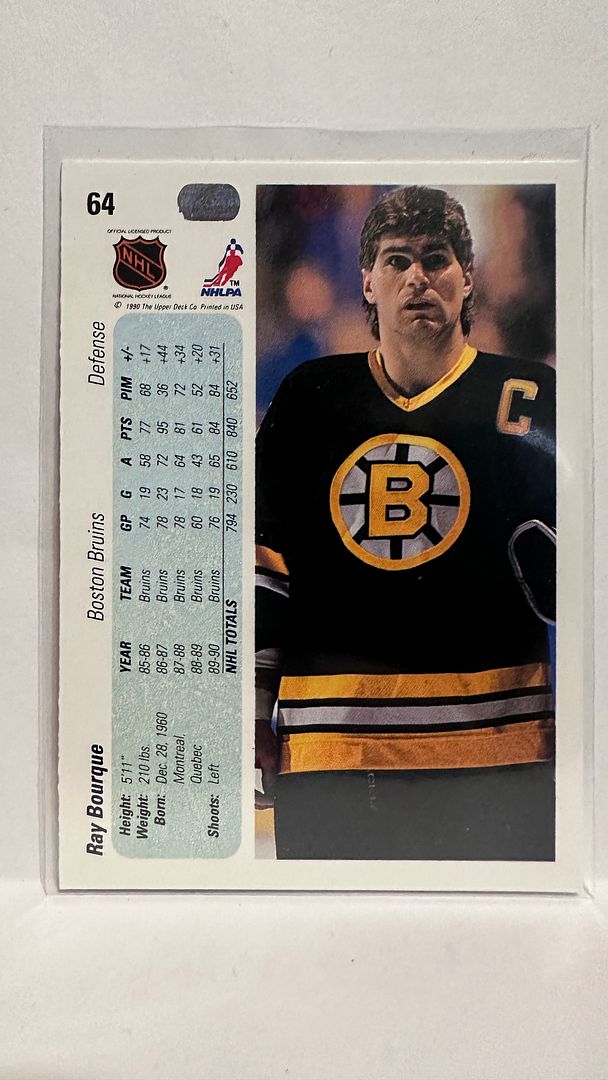 64
OFFICIAL LICENSED PRODUCT
NHL
NATIONAL HOCKEY LEAGUE
TM
NHLPA
© 1990 The Upper Deck Co. Printed in USA
Ray Bourque Boston Bruins Defense
Height: 5'11"
Weight: 210 lbs.
Born: Dec. 28, 1960
Montreal,
Quebec
Shoots: Left
YEAR TEAM GP G A PTS PIM +/-
85-86 Bruins 74 19 58 77 68 +17
86-87 Bruins 78 23 72 95 36 +44
87-88 Bruins 78 17 64 81 72 +34
88-89 Bruins 60 18 43 61 52 +20
89-90 Bruins 76 19 65 84 84 +31
NHL TOTALS 794 230 610 840 652
C
B